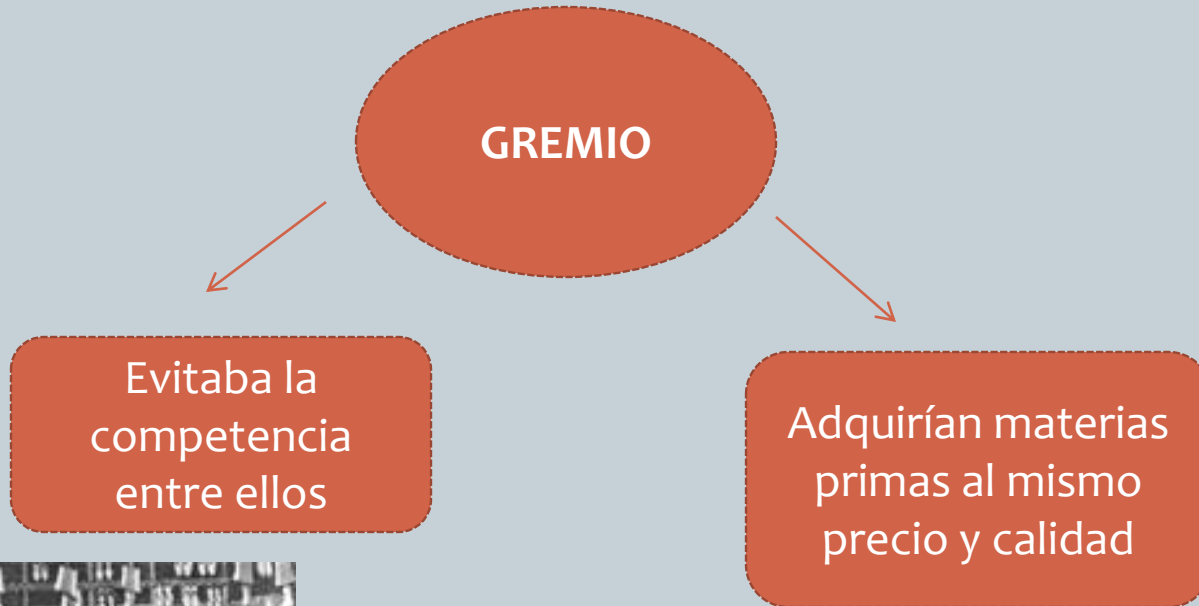 GREMIO
Evitaba la
competencia
entre ellos
Adquirían materias
primas al mismo
precio y calidad